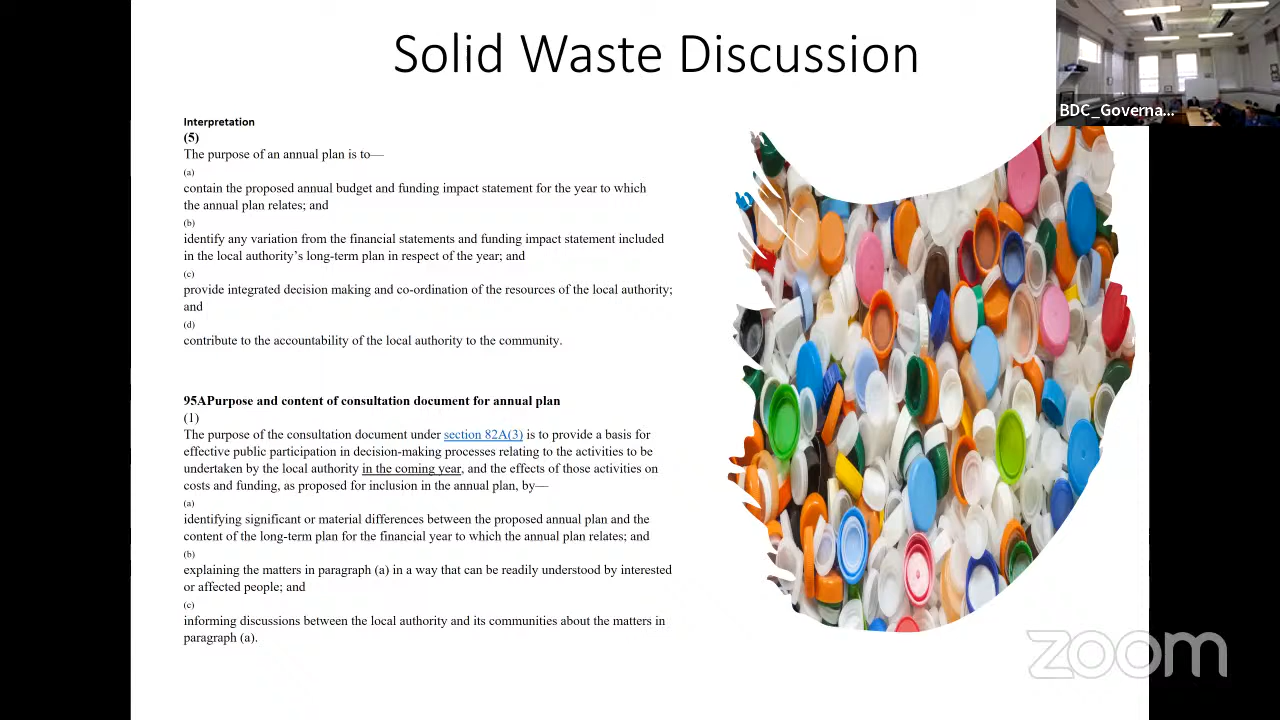 Solid Waste Discussion
BDC_Governa...
Interpretation
(5)
The purpose of an annual plan is to—
(a)
contain the proposed annual budget and funding impact statement for the year to which
the annual plan relates; and
(b)
identify any variation from the financial statements and funding impact statement included
in the local authority’s long-term plan in respect of the year; and
(c)
provide integrated decision making and co-ordination of the resources of the local authority;
and
(d)
contribute to the accountability of the local authority to the community.
95APurpose and content of consultation document for annual plan
(1)
The purpose of the consultation document under section 82A(3) is to provide a basis for
effective public participation in decision-making processes relating to the activities to be
undertaken by the local authority in the coming year, and the effects of those activities on
costs and funding, as proposed for inclusion in the annual plan, by—
(a)
identifying significant or material differences between the proposed annual plan and the
content of the long-term plan for the financial year to which the annual plan relates; and
(b)
explaining the matters in paragraph (a) in a way that can be readily understood by interested
or affected people; and
(c)
informing discussions between the local authority and its communities about the matters in
paragraph (a).
zoom